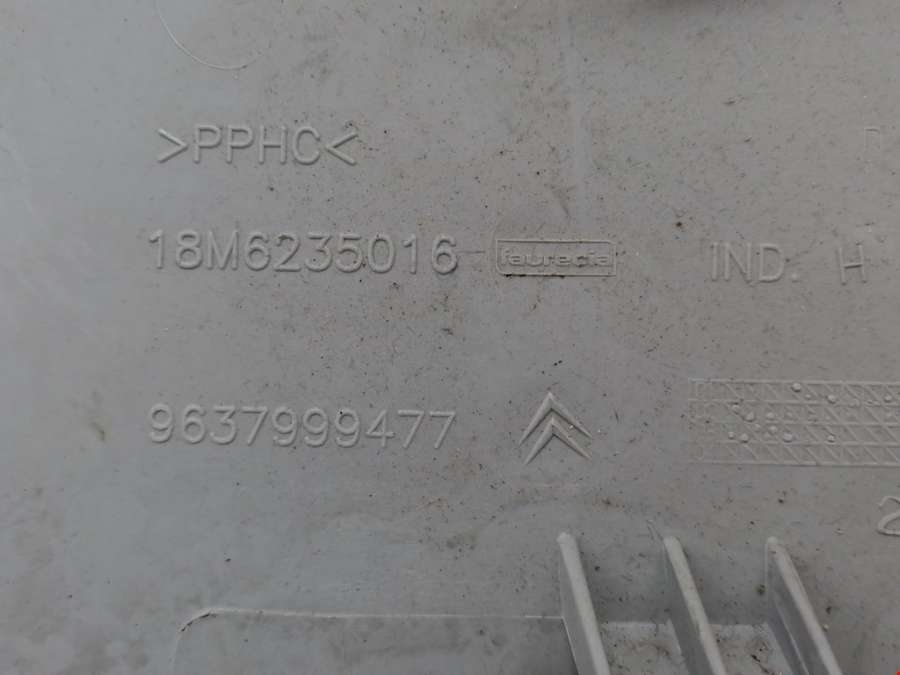 >PPHC<
18M6235016 faurecia IND. H
9637999477